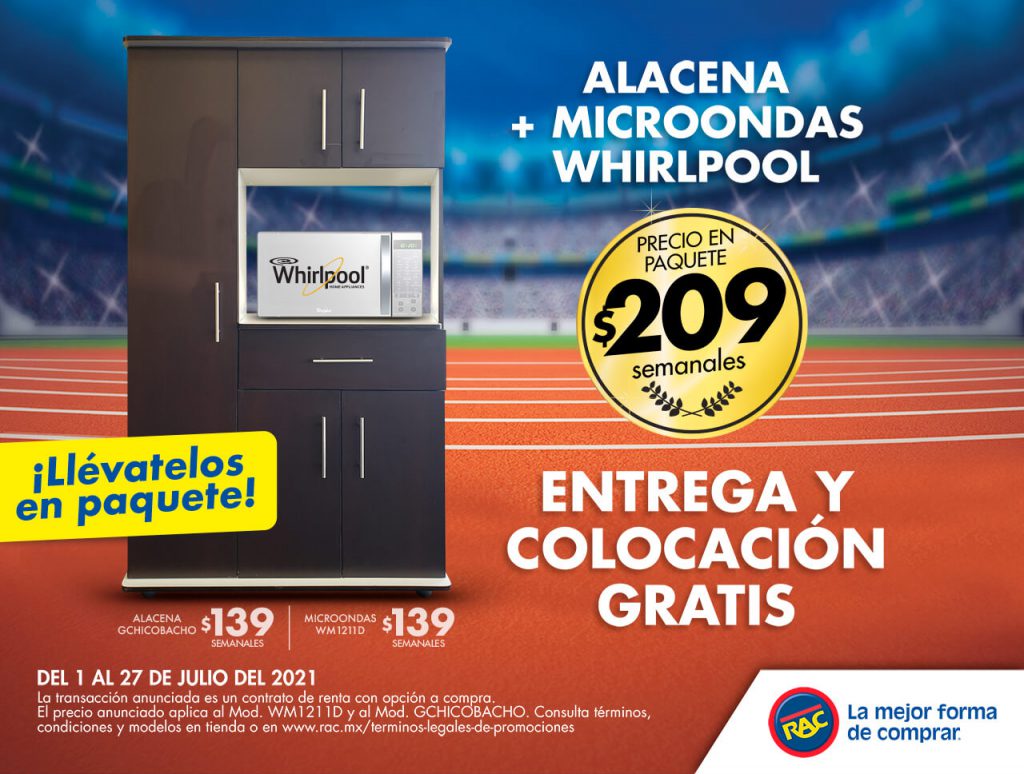 ALACENA
+ MICROONDAS
WHIRLPOOL
PRECIO EN
PAQUETE
$209
semanales
Whirlpool®
HOME APPLIANCES
Whirlpool
¡Llévatelos
en paquete!
ENTREGA Y
COLOCACIÓN
GRATIS
ALACENA
GCHICOBACHO
$139
SEMANALES
MICROONDAS
WM1211D
$139
SEMANALES
DEL 1 AL 27 DE JULIO DEL 2021
La transacción anunciada es un contrato de renta con opción a compra.
El precio anunciado aplica al Mod. WM1211D y al Mod. GCHICOBACHO. Consulta términos,
condiciones y modelos en tienda o en www.rac.mx/terminos-legales-de-promociones
RAC
La mejor forma
de comprar.